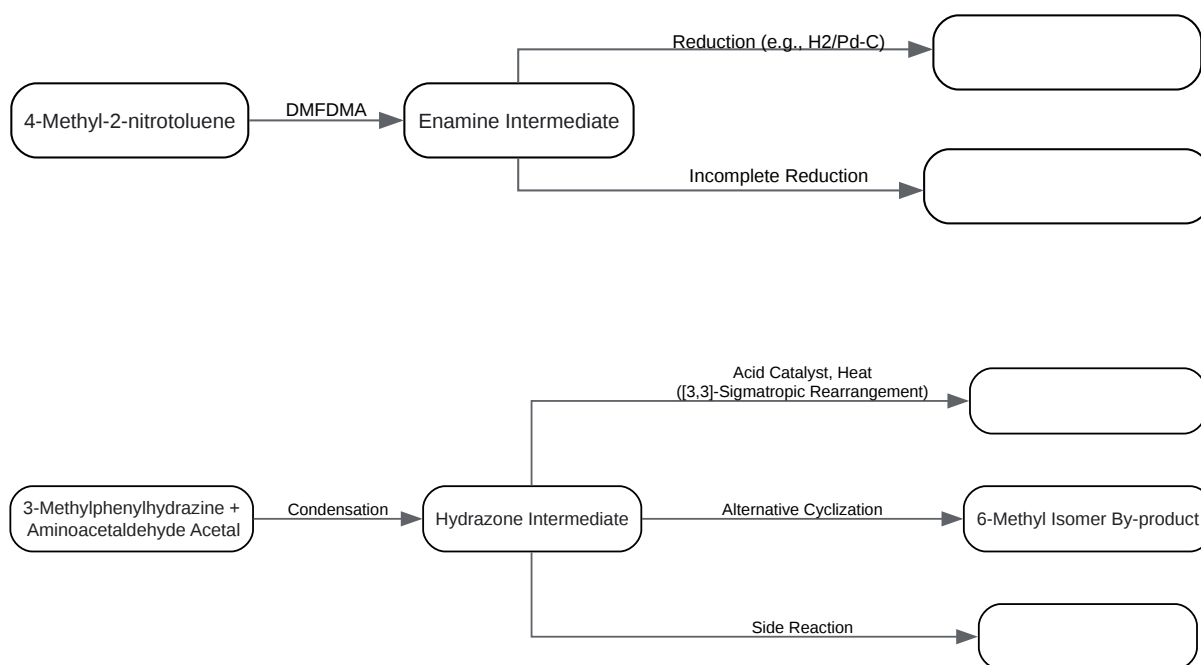 Reduction (e.g., H2/Pd-C)
4-Methyl-2-nitrotoluene
DMFDMA
Enamine Intermediate
Incomplete Reduction
Acid Catalyst, Heat
([3,3]-Sigmatropic Rearrangement)
3-Methylphenylhydrazine +
Aminoacetaldehyde Acetal
Condensation
Hydrazone Intermediate
Alternative Cyclization
6-Methyl Isomer By-product
Side Reaction